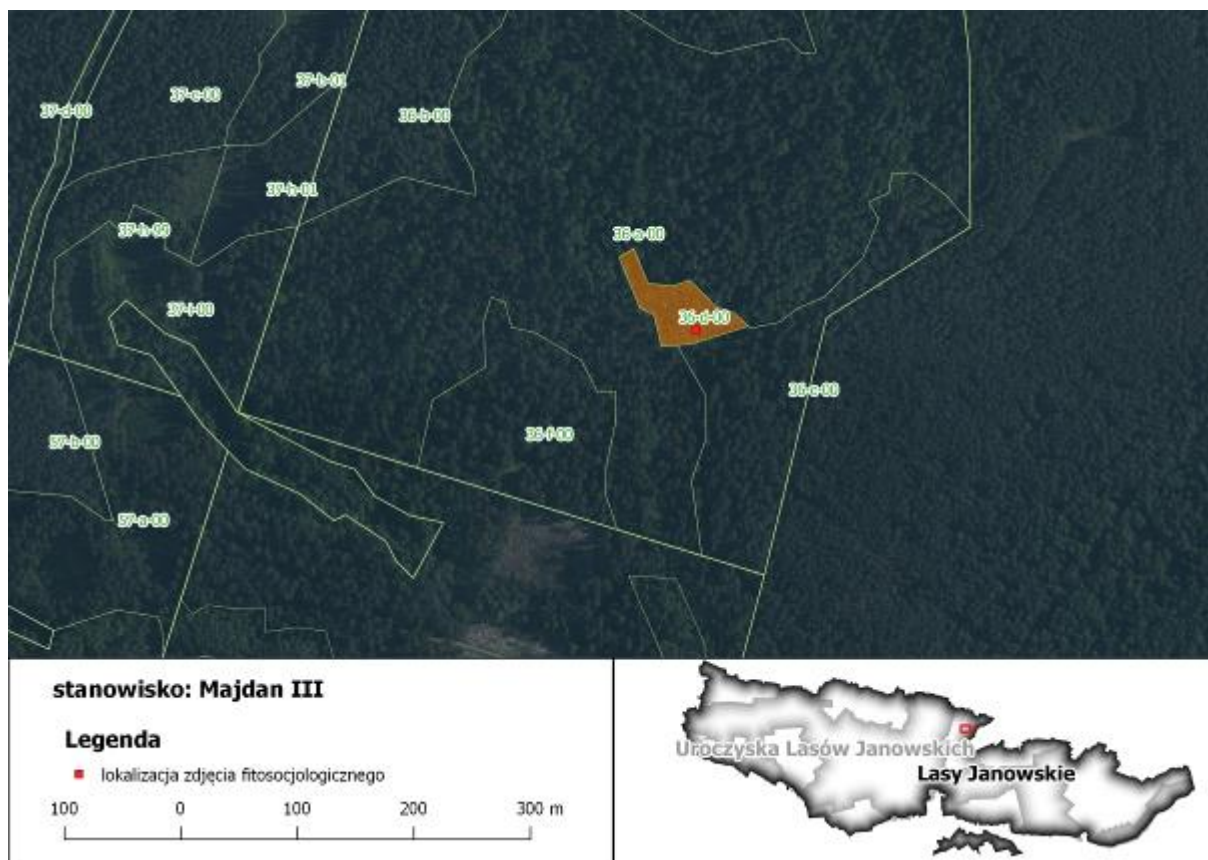 37-d-00
37-c-00
37-b-01
36-b-00
37-h-01
37-h-99
36-a-00
37-i-00
36-d-00
36-c-00
57-b-00
36-f-00
57-a-00
stanowisko: Majdan III
Legenda
lokalizacja zdjęcia fitosocjologicznego
100 0 100 200 300 m
Uroczyska Lasów Janowskich
Lasy Janowskie